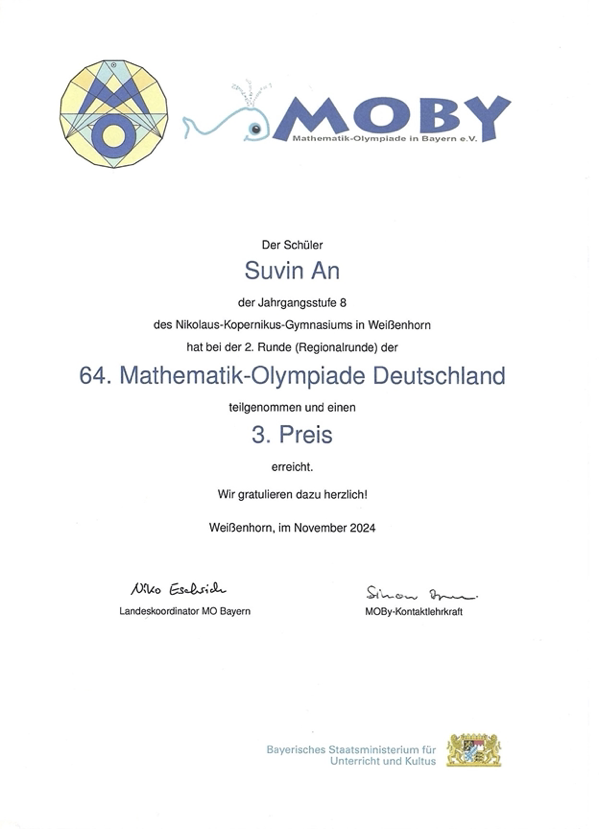 MOBY
Mathematik-Olympiade in Bayern e.V.
Der Schüler
Suvin An
der Jahrgangsstufe 8
des Nikolaus-Kopernikus-Gymnasiums in Weißenhorn
hat bei der 2. Runde (Regionalrunde) der
64. Mathematik-Olympiade Deutschland
teilgenommen und einen
3. Preis
erreicht.
Wir gratulieren dazu herzlich!
Weißenhorn, im November 2024
Niko
Simon
Landeskoordinator MO Bayern
MOBy-Kontaktlehrkraft
Bayerisches Staatsministerium für
Unterricht und Kultus